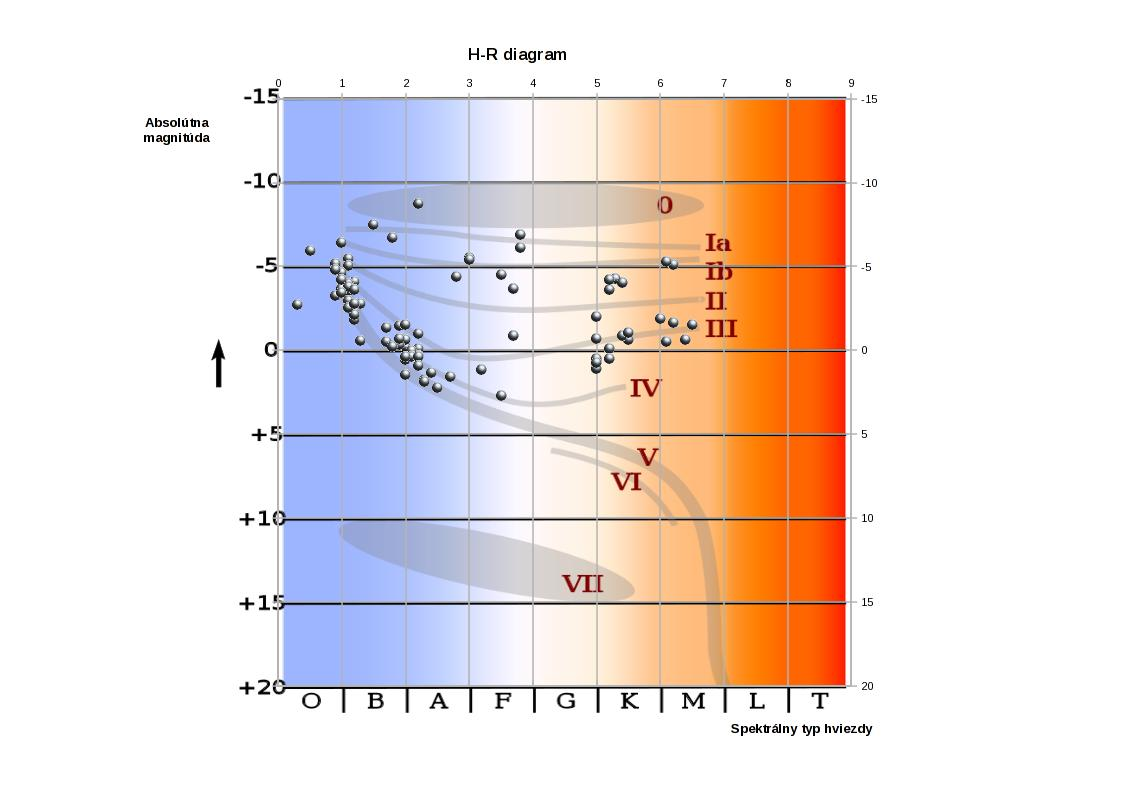 H-R diagram
0 1 2 3 4 5 6 7 8 9
Absolútna
magnitúda
-15 -15
-10 -10
0
Ia
-5 -5
Ib
II
III
0 0
IV
+5 5
V
VI
+10 10
VII
+15 15
+20 20
O B A F G K M L T
Spektrálny typ hviezdy